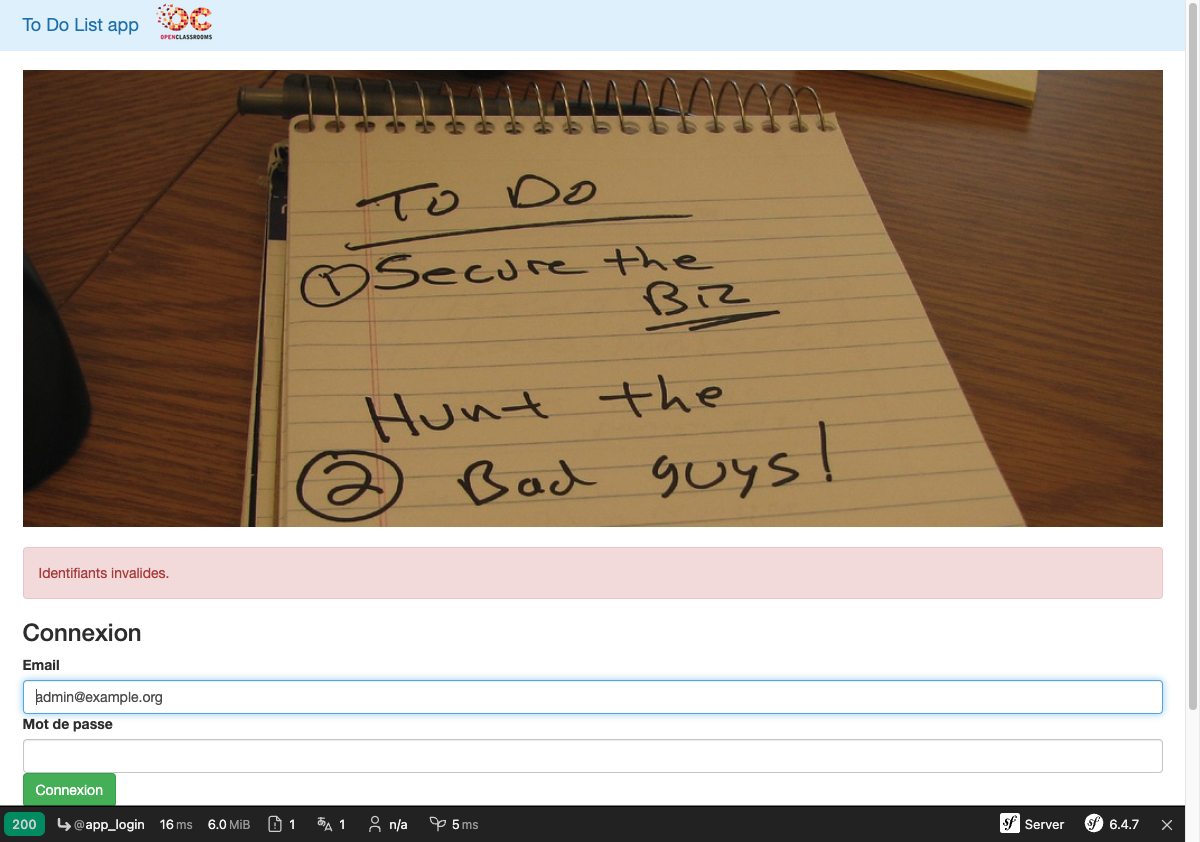 To Do List app
OC
OPENCLASSROOMS
To Do
① Secure the
Biz
Hunt the
② Bad guys!
Identifiants invalides.
Connexion
Email
admin@example.org
Mot de passe
Connexion
200 @app_login 16 ms 6.0 MiB 1 1 n/a 5 ms Server 6.4.7